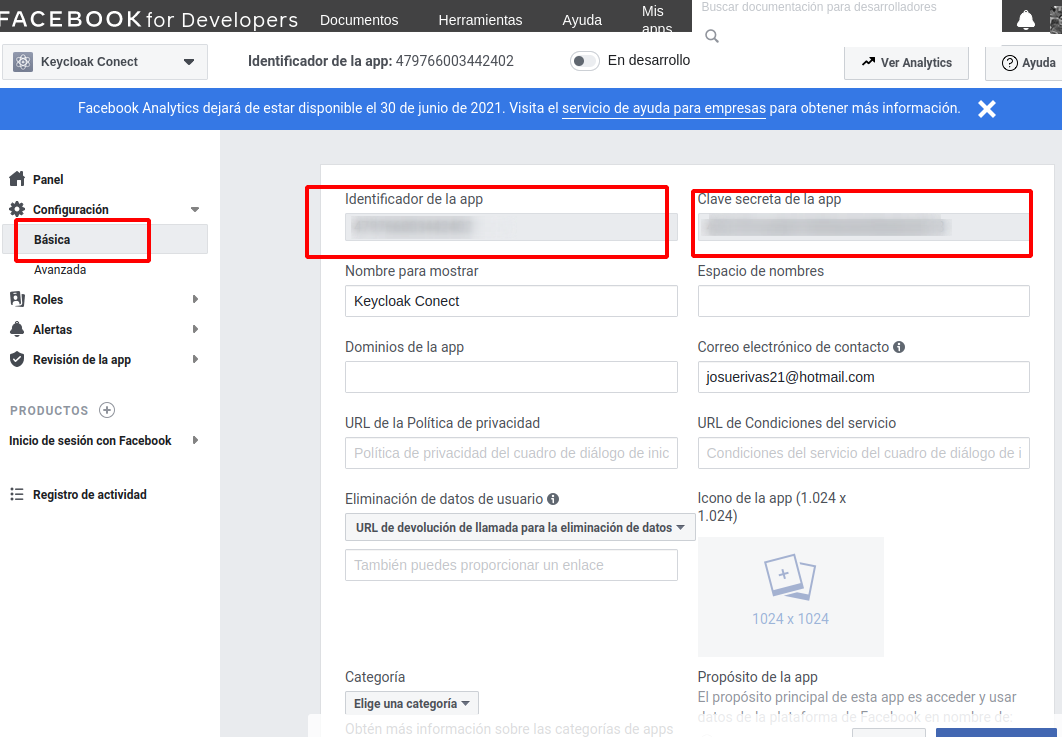 FACEBOOK for Developers
Documentos
Herramientas
Ayuda
Mis
apps
Buscar documentación para desarrolladores
Keycloak Conect
Identificador de la app: 479766003442402
En desarrollo
Ver Analytics
Ayuda
Facebook Analytics dejará de estar disponible el 30 de junio de 2021. Visita el servicio de ayuda para empresas para obtener más información.
Panel
Configuración
Básica
Avanzada
Roles
Alertas
Revisión de la app
PRODUCTOS
Inicio de sesión con Facebook
Registro de actividad
Identificador de la app
Clave secreta de la app
Nombre para mostrar
Keycloak Conect
Espacio de nombres
Dominios de la app
Correo electrónico de contacto
josuerivas21@hotmail.com
URL de la Política de privacidad
Política de privacidad del cuadro de diálogo de inic
URL de Condiciones del servicio
Condiciones del servicio del cuadro de diálogo de i
Eliminación de datos de usuario
URL de devolución de llamada para la eliminación de datos
También puedes proporcionar un enlace
Icono de la app (1.024 x
1.024)
1024 x 1024
Categoría
Elige una categoría
Obtén más información sobre las categorías de apps
Propósito de la app
El propósito principal de esta app es acceder y usar
datos de la plataforma de Facebook en nombre de: